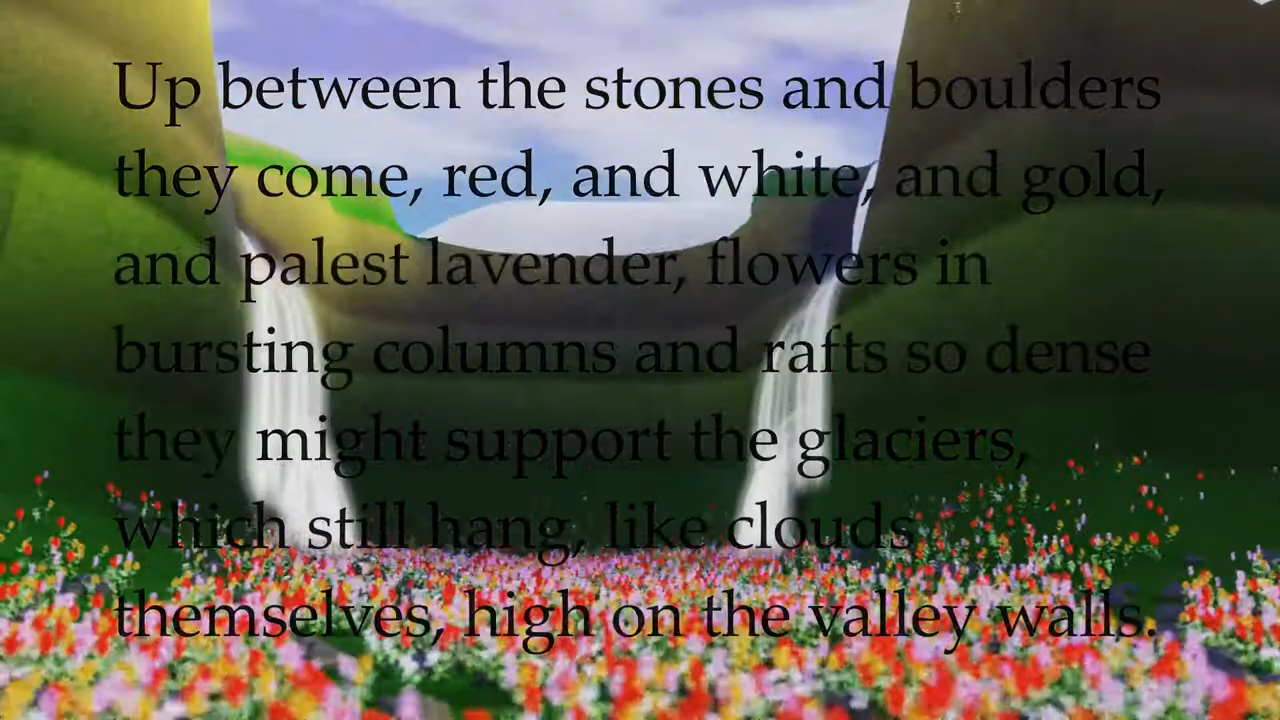 Up between the stones and boulders
they come, red, and white, and gold,
and palest lavender, flowers in
bursting columns and rafts so dense
they might support the glaciers,
which still hang, like clouds
themselves, high on the valley walls.